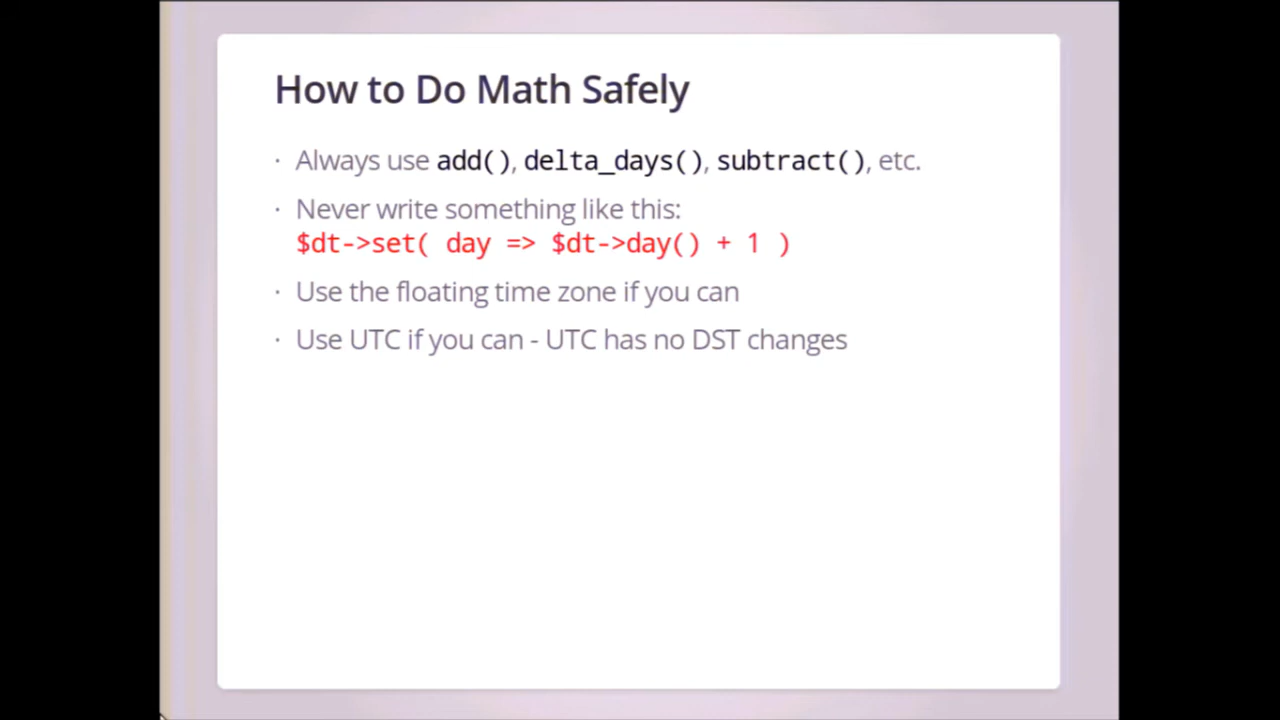 How to Do Math Safely
· Always use add(), delta_days(), subtract(), etc.
· Never write something like this:
$dt->set( day => $dt->day() + 1 )
· Use the floating time zone if you can
· Use UTC if you can - UTC has no DST changes